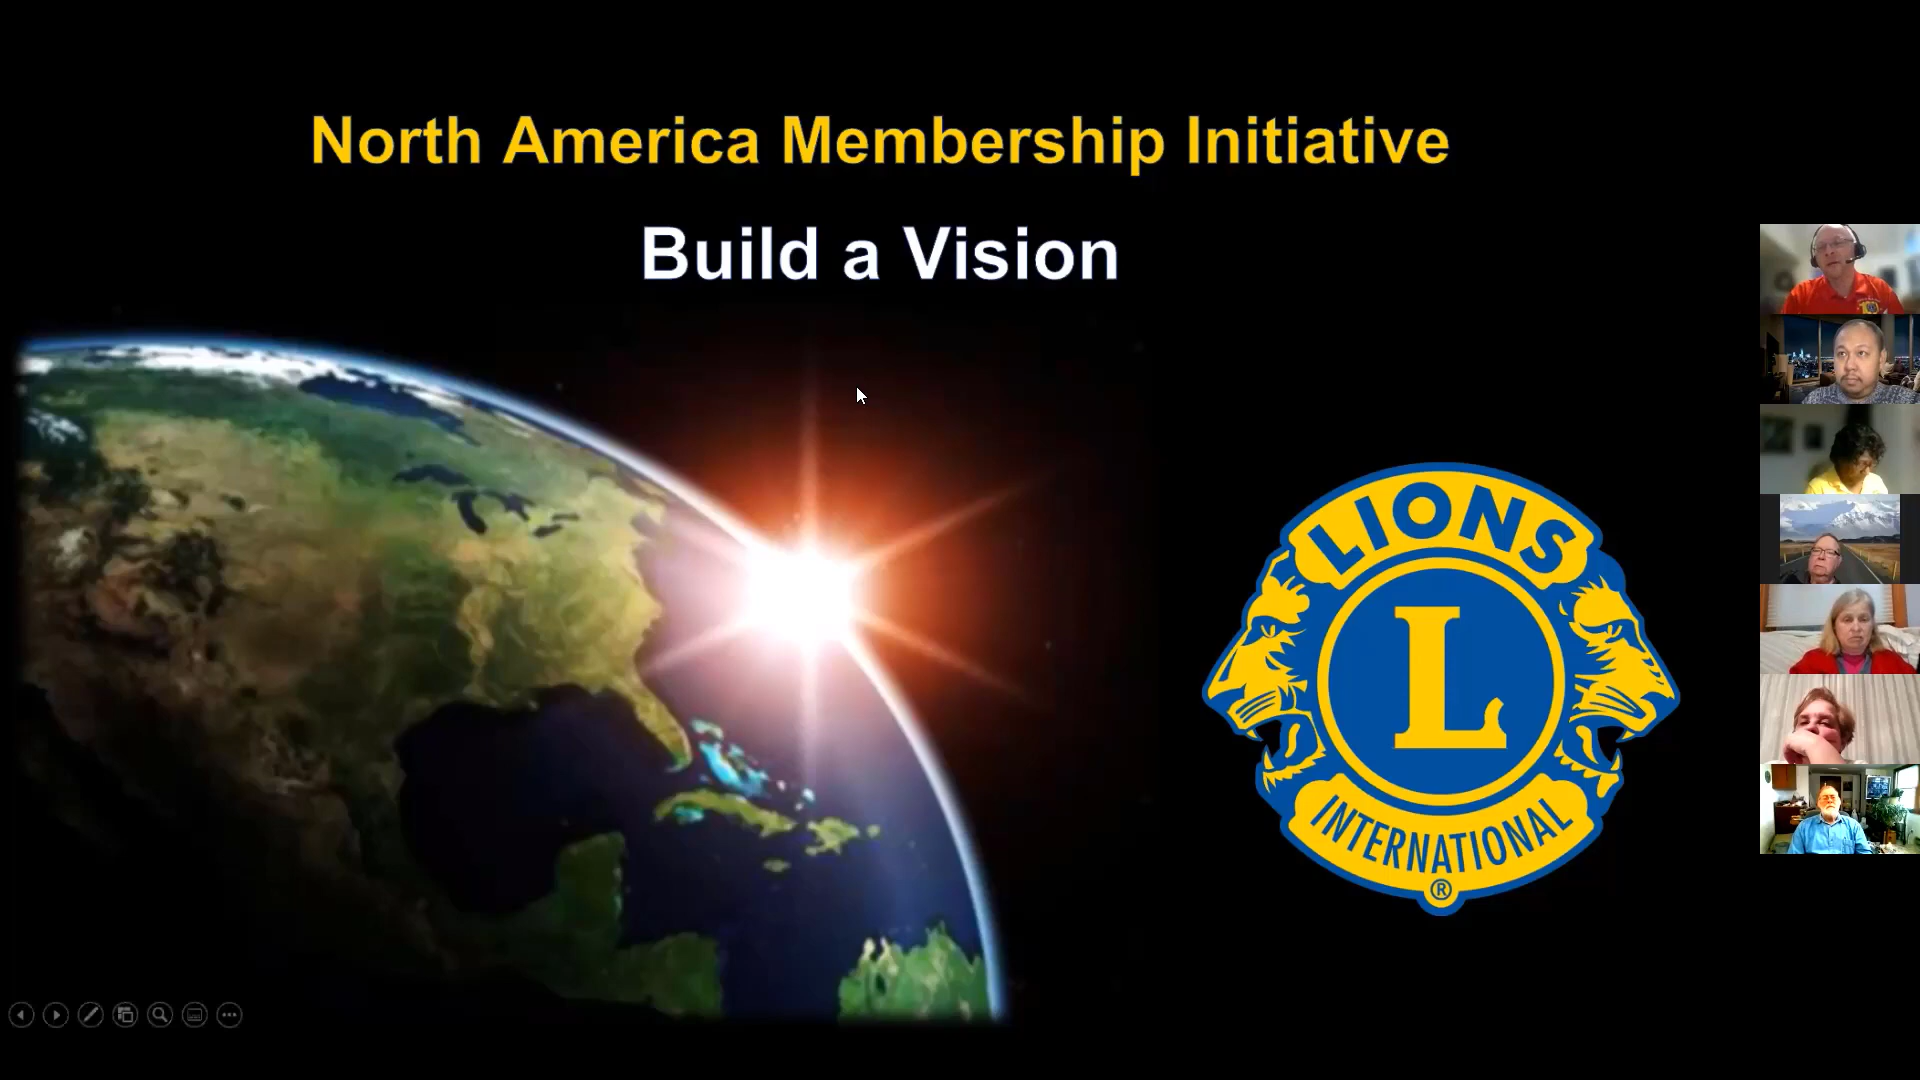 North America Membership Initiative
Build a Vision
LIONS
L
INTERNATIONAL
®